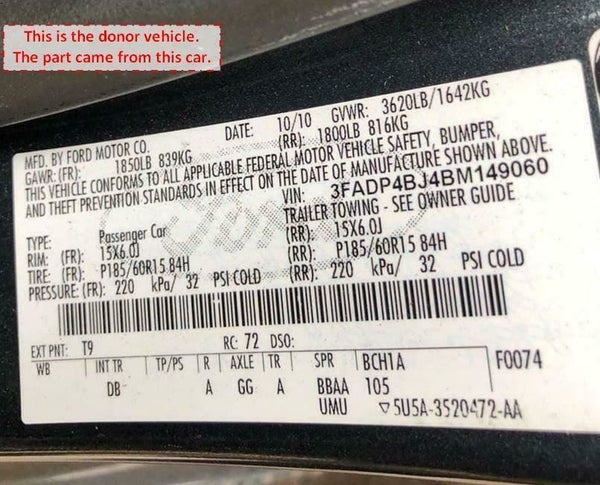 This is the donor vehicle.
The part came from this car.
MFD. BY FORD MOTOR CO.
DATE: 10/10 GVWR: 3620LB/1642KG
GAWR: (FR): 1850LB 839KG (RR): 1800LB 816KG
THIS VEHICLE CONFORMS TO ALL APPLICABLE FEDERAL MOTOR VEHICLE SAFETY, BUMPER,
AND THEFT PREVENTION STANDARDS IN EFFECT ON THE DATE OF MANUFACTURE SHOWN ABOVE.
VIN: 3FADP4BJ4BM149060
TYPE: Passenger Car TRAILER TOWING - SEE OWNER GUIDE
RIM: (FR): 15X6.0J (RR): 15X6.0J
TIRE: (FR): P185/60R15 84H (RR): P185/60R15 84H
PRESSURE: (FR): 220 kPa/ 32 PSI COLD (RR): 220 kPa/ 32 PSI COLD
EXT PNT: T9 RC: 72 DSO:
WB INT TR TP/PS R AXLE TR SPR BCH1A F0074
DB A GG A BBAA 105
UMU ▽5U5A-3520472-AA